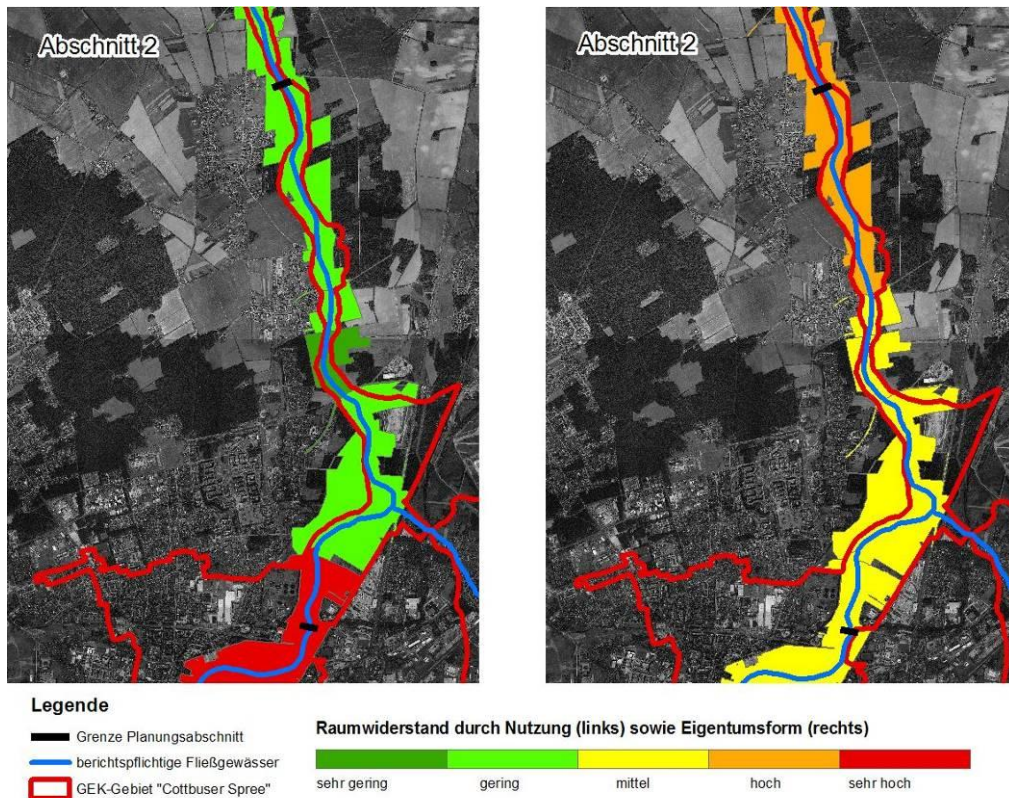 Abschnitt 2
Abschnitt 2
Legende
Grenze Planungsabschnitt
berichtspflichtige Fließgewässer
GEK-Gebiet "Cottbuser Spree"
Raumwiderstand durch Nutzung (links) sowie Eigentumsform (rechts)
sehr gering gering mittel hoch sehr hoch